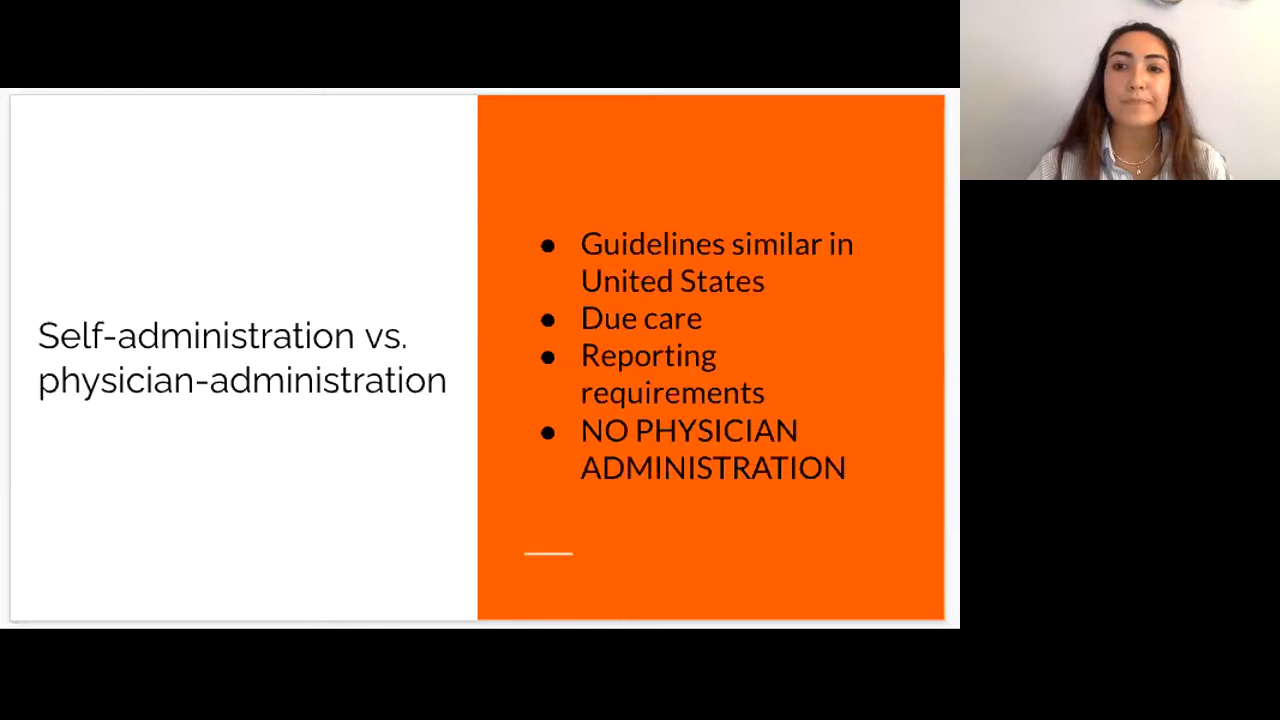 Self-administration vs.
physician-administration
● Guidelines similar in
United States
● Due care
● Reporting
requirements
● NO PHYSICIAN
ADMINISTRATION